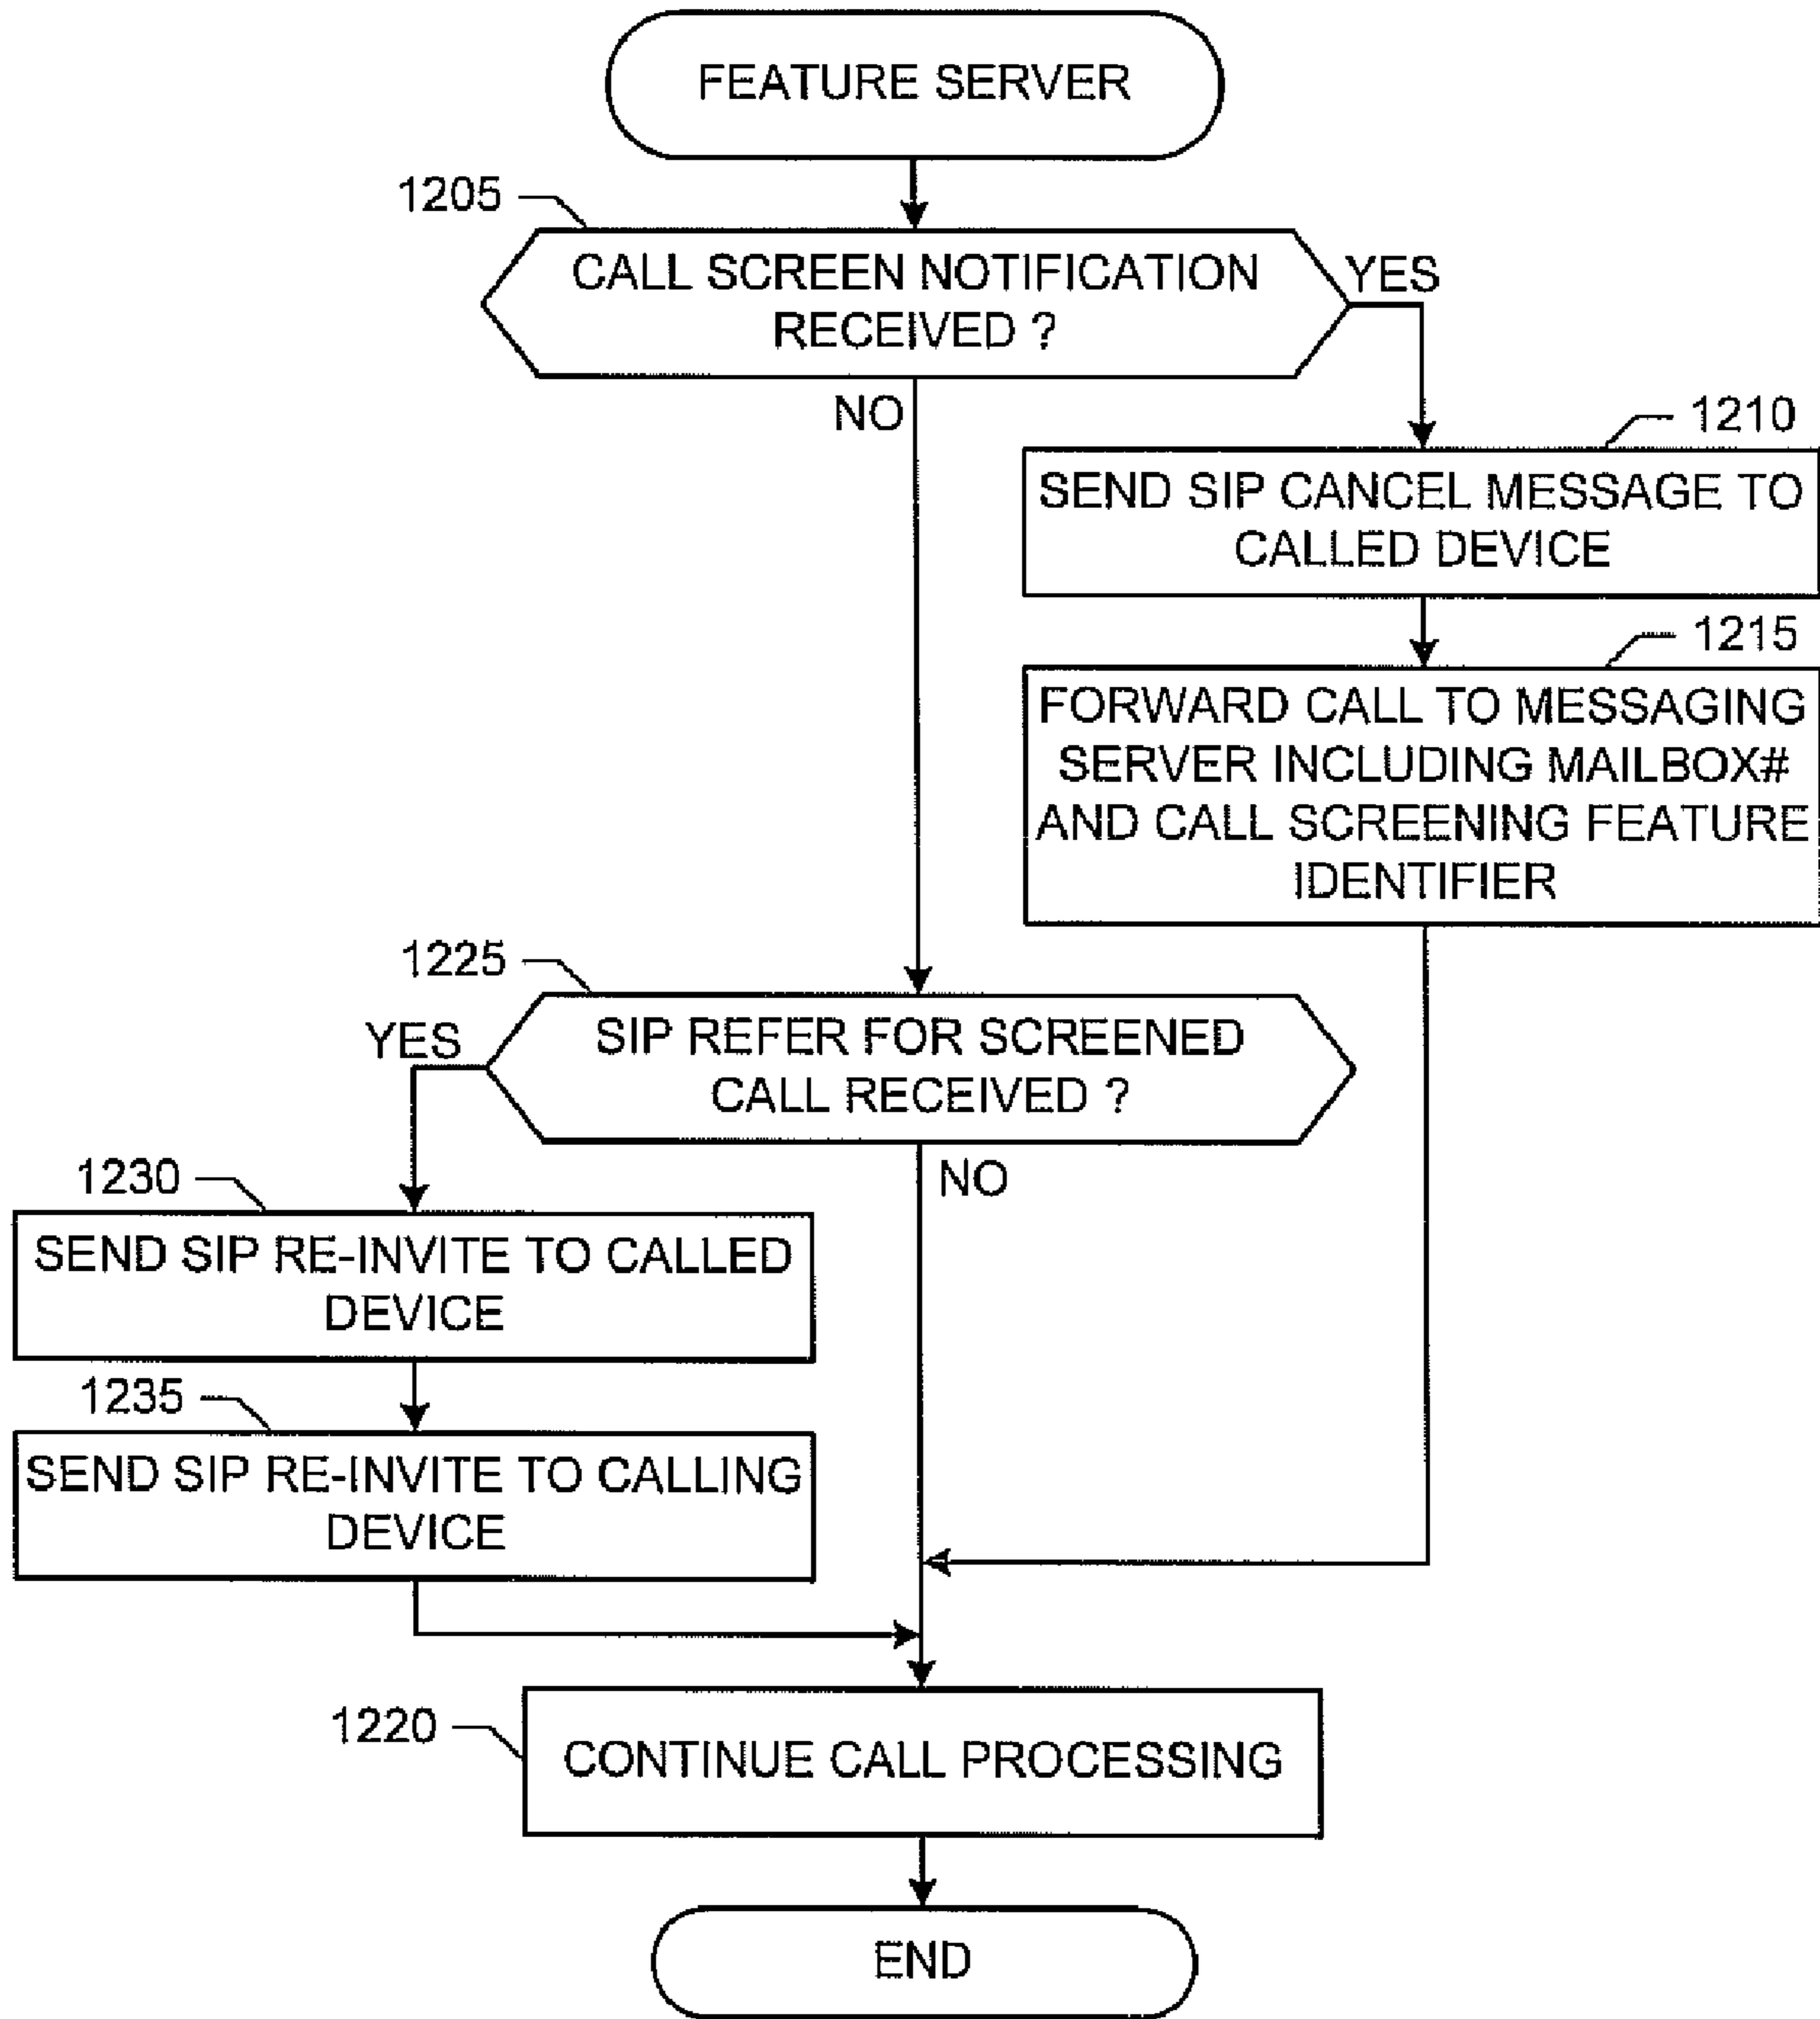 FEATURE SERVER
1205
CALL SCREEN NOTIFICATION
RECEIVED ?
YES
NO
1210
SEND SIP CANCEL MESSAGE TO
CALLED DEVICE
1215
FORWARD CALL TO MESSAGING
SERVER INCLUDING MAILBOX#
AND CALL SCREENING FEATURE
IDENTIFIER
1225
SIP REFER FOR SCREENED
CALL RECEIVED ?
YES
NO
1230
SEND SIP RE-INVITE TO CALLED
DEVICE
1235
SEND SIP RE-INVITE TO CALLING
DEVICE
1220
CONTINUE CALL PROCESSING
END